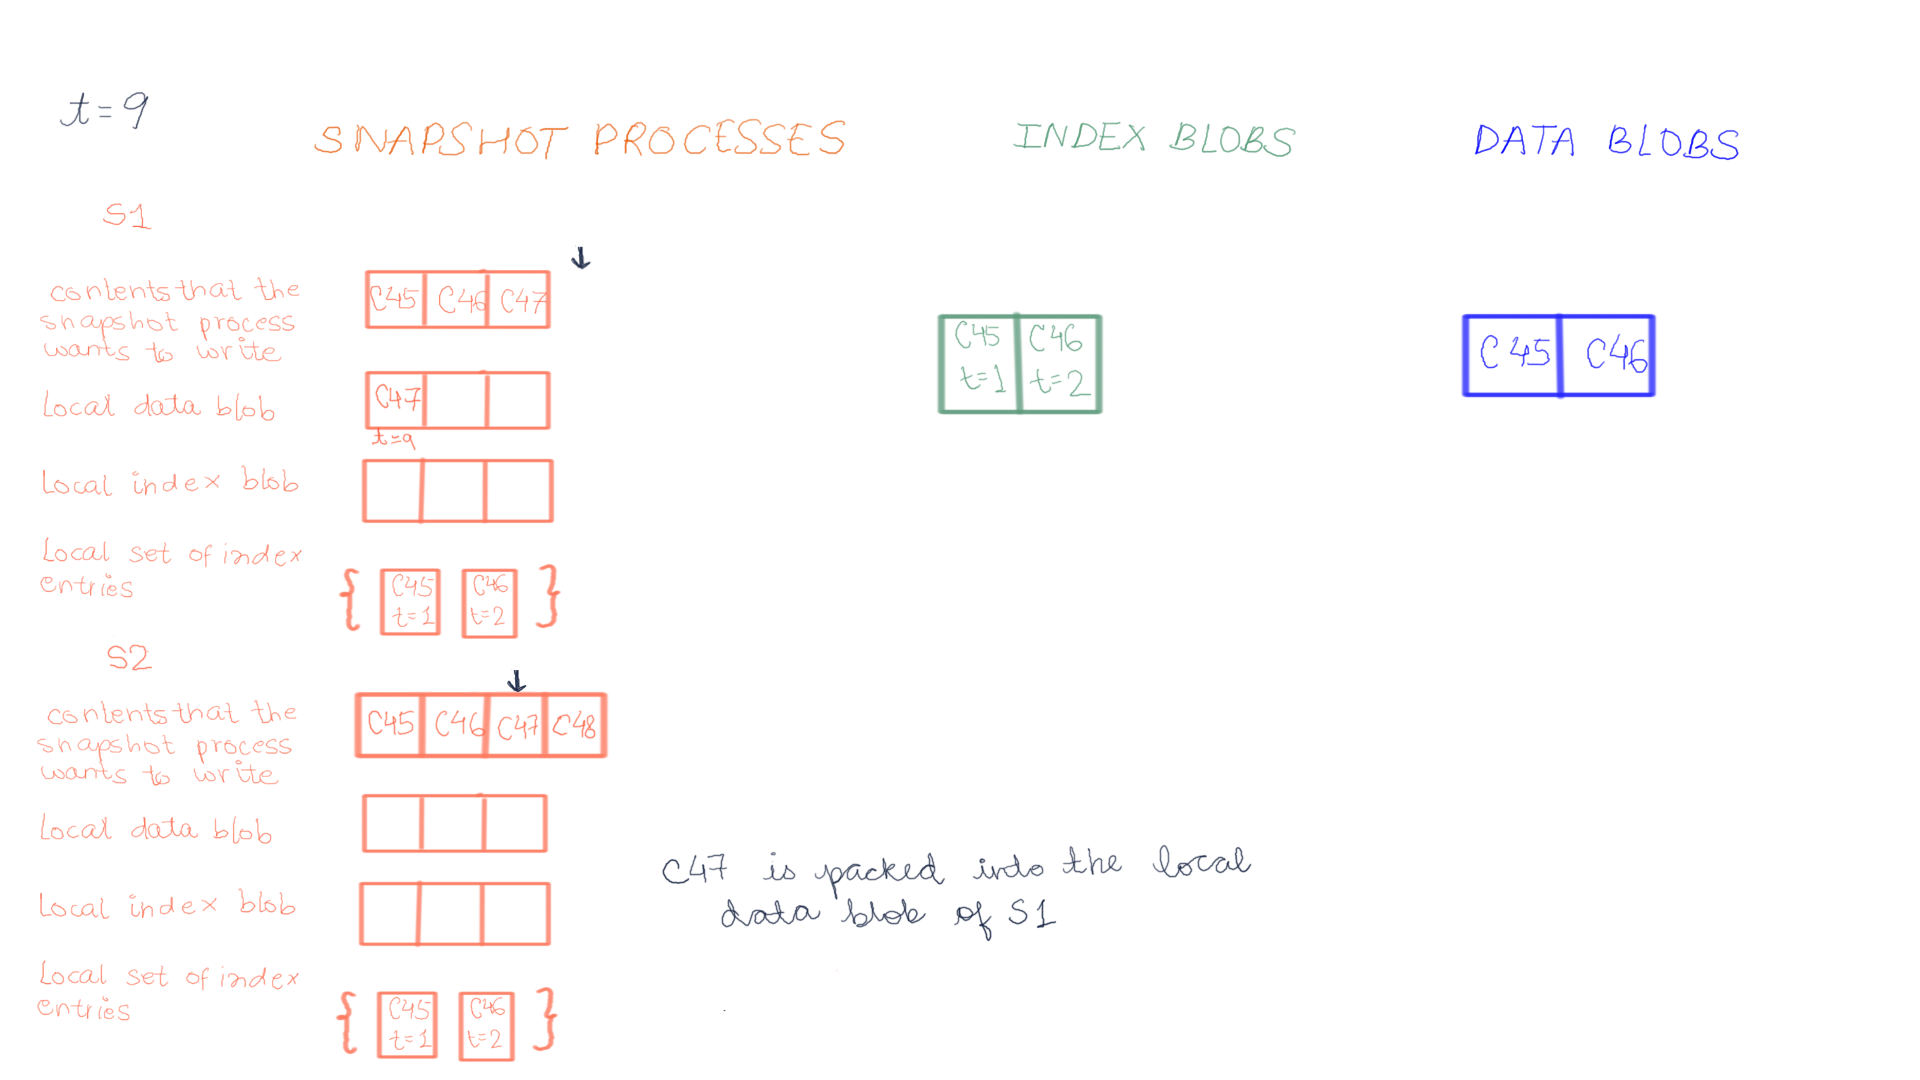 t=9
SNAPSHOT PROCESSES
INDEX BLOBS
DATA BLOBS
S1
contents that the
snapshot process
wants to write
C45 C46 C47
Local data blob
C47
t=9
Local index blob
Local set of index
entries
{ C45 C46 }
t=1 t=2
C45 C46
t=1 t=2
C45 C46
S2
contents that the
snapshot process
wants to write
C45 C46 C47 C48
Local data blob
Local index blob
Local set of index
entries
{ C45 C46 }
t=1 t=2
C47 is packed into the local
data blob of S1